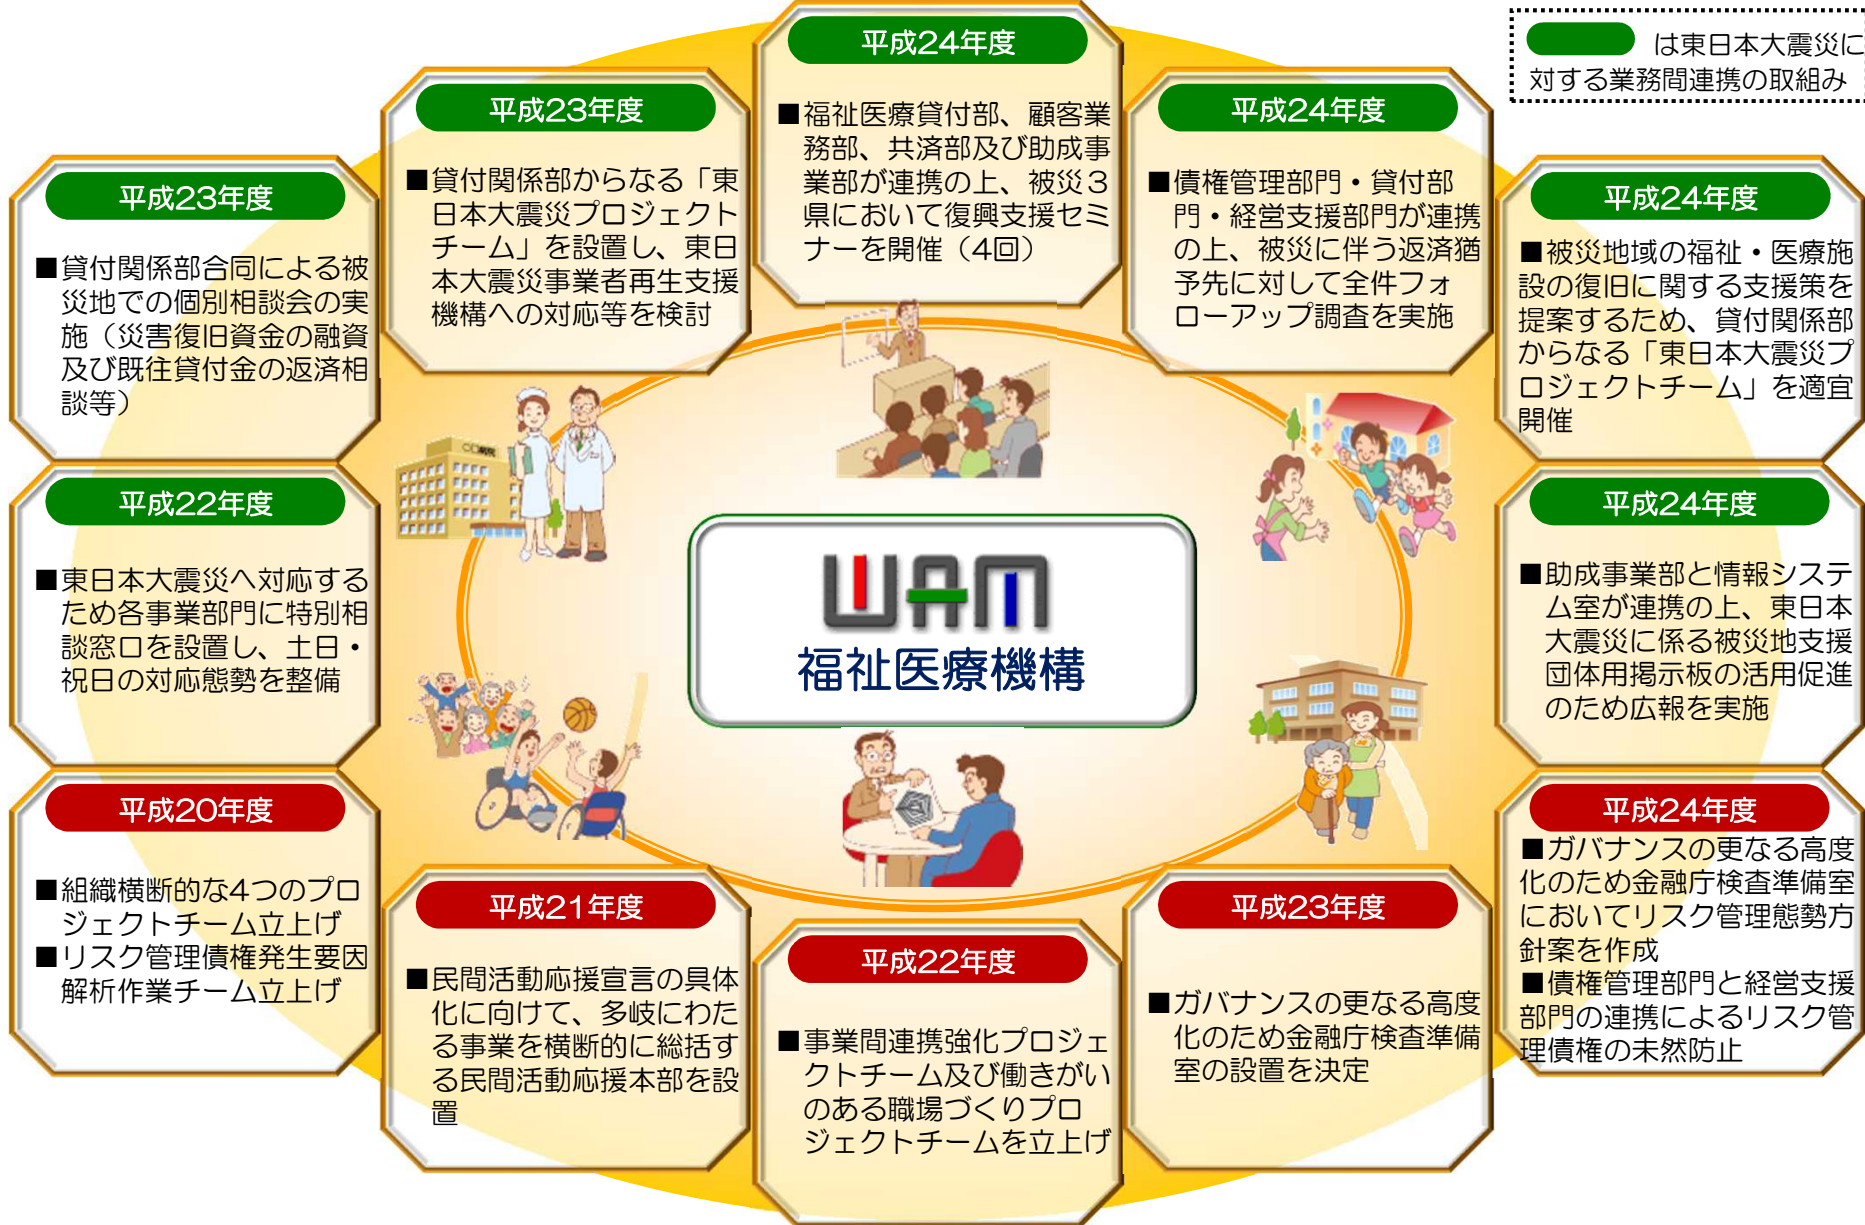 は東日本大震災に
対する業務間連携の取組み
平成24年度
■福祉医療貸付部、顧客業
務部、共済部及び助成事
業部が連携の上、被災３
県において復興支援セミ
ナーを開催（4回）
平成23年度
■貸付関係部からなる「東
日本大震災プロジェクト
チーム」を設置し、東日
本大震災事業者再生支援
機構への対応等を検討
平成24年度
■債権管理部門・貸付部
門・経営支援部門が連携
の上、被災に伴う返済猶
予先に対して全件フォ
ローアップ調査を実施
平成23年度
■貸付関係部合同による被
災地での個別相談会の実
施（災害復旧資金の融資
及び既往貸付金の返済相
談等）
平成24年度
■被災地域の福祉・医療施
設の復旧に関する支援策を
提案するため、貸付関係部
からなる「東日本大震災プ
ロジェクトチーム」を適宜
開催
平成22年度
■東日本大震災へ対応する
ため各事業部門に特別相
談窓口を設置し、土日・
祝日の対応態勢を整備
平成24年度
■助成事業部と情報システ
ム室が連携の上、東日本
大震災に係る被災地支援
団体用掲示板の活用促進
のため広報を実施
WAM
福祉医療機構
平成20年度
■組織横断的な4つのプロ
ジェクトチーム立上げ
■リスク管理債権発生要因
解析作業チーム立上げ
平成21年度
■民間活動応援宣言の具体
化に向けて、多岐にわた
る事業を横断的に総括す
る民間活動応援本部を設
置
平成22年度
■事業間連携強化プロジェ
クトチーム及び働きがい
のある職場づくりプロ
ジェクトチームを立上げ
平成23年度
■ガバナンスの更なる高度
化のため金融庁検査準備
室の設置を決定
平成24年度
■ガバナンスの更なる高度
化のため金融庁検査準備室
においてリスク管理態勢方
針案を作成
■債権管理部門と経営支援
部門の連携によるリスク管
理債権の未然防止